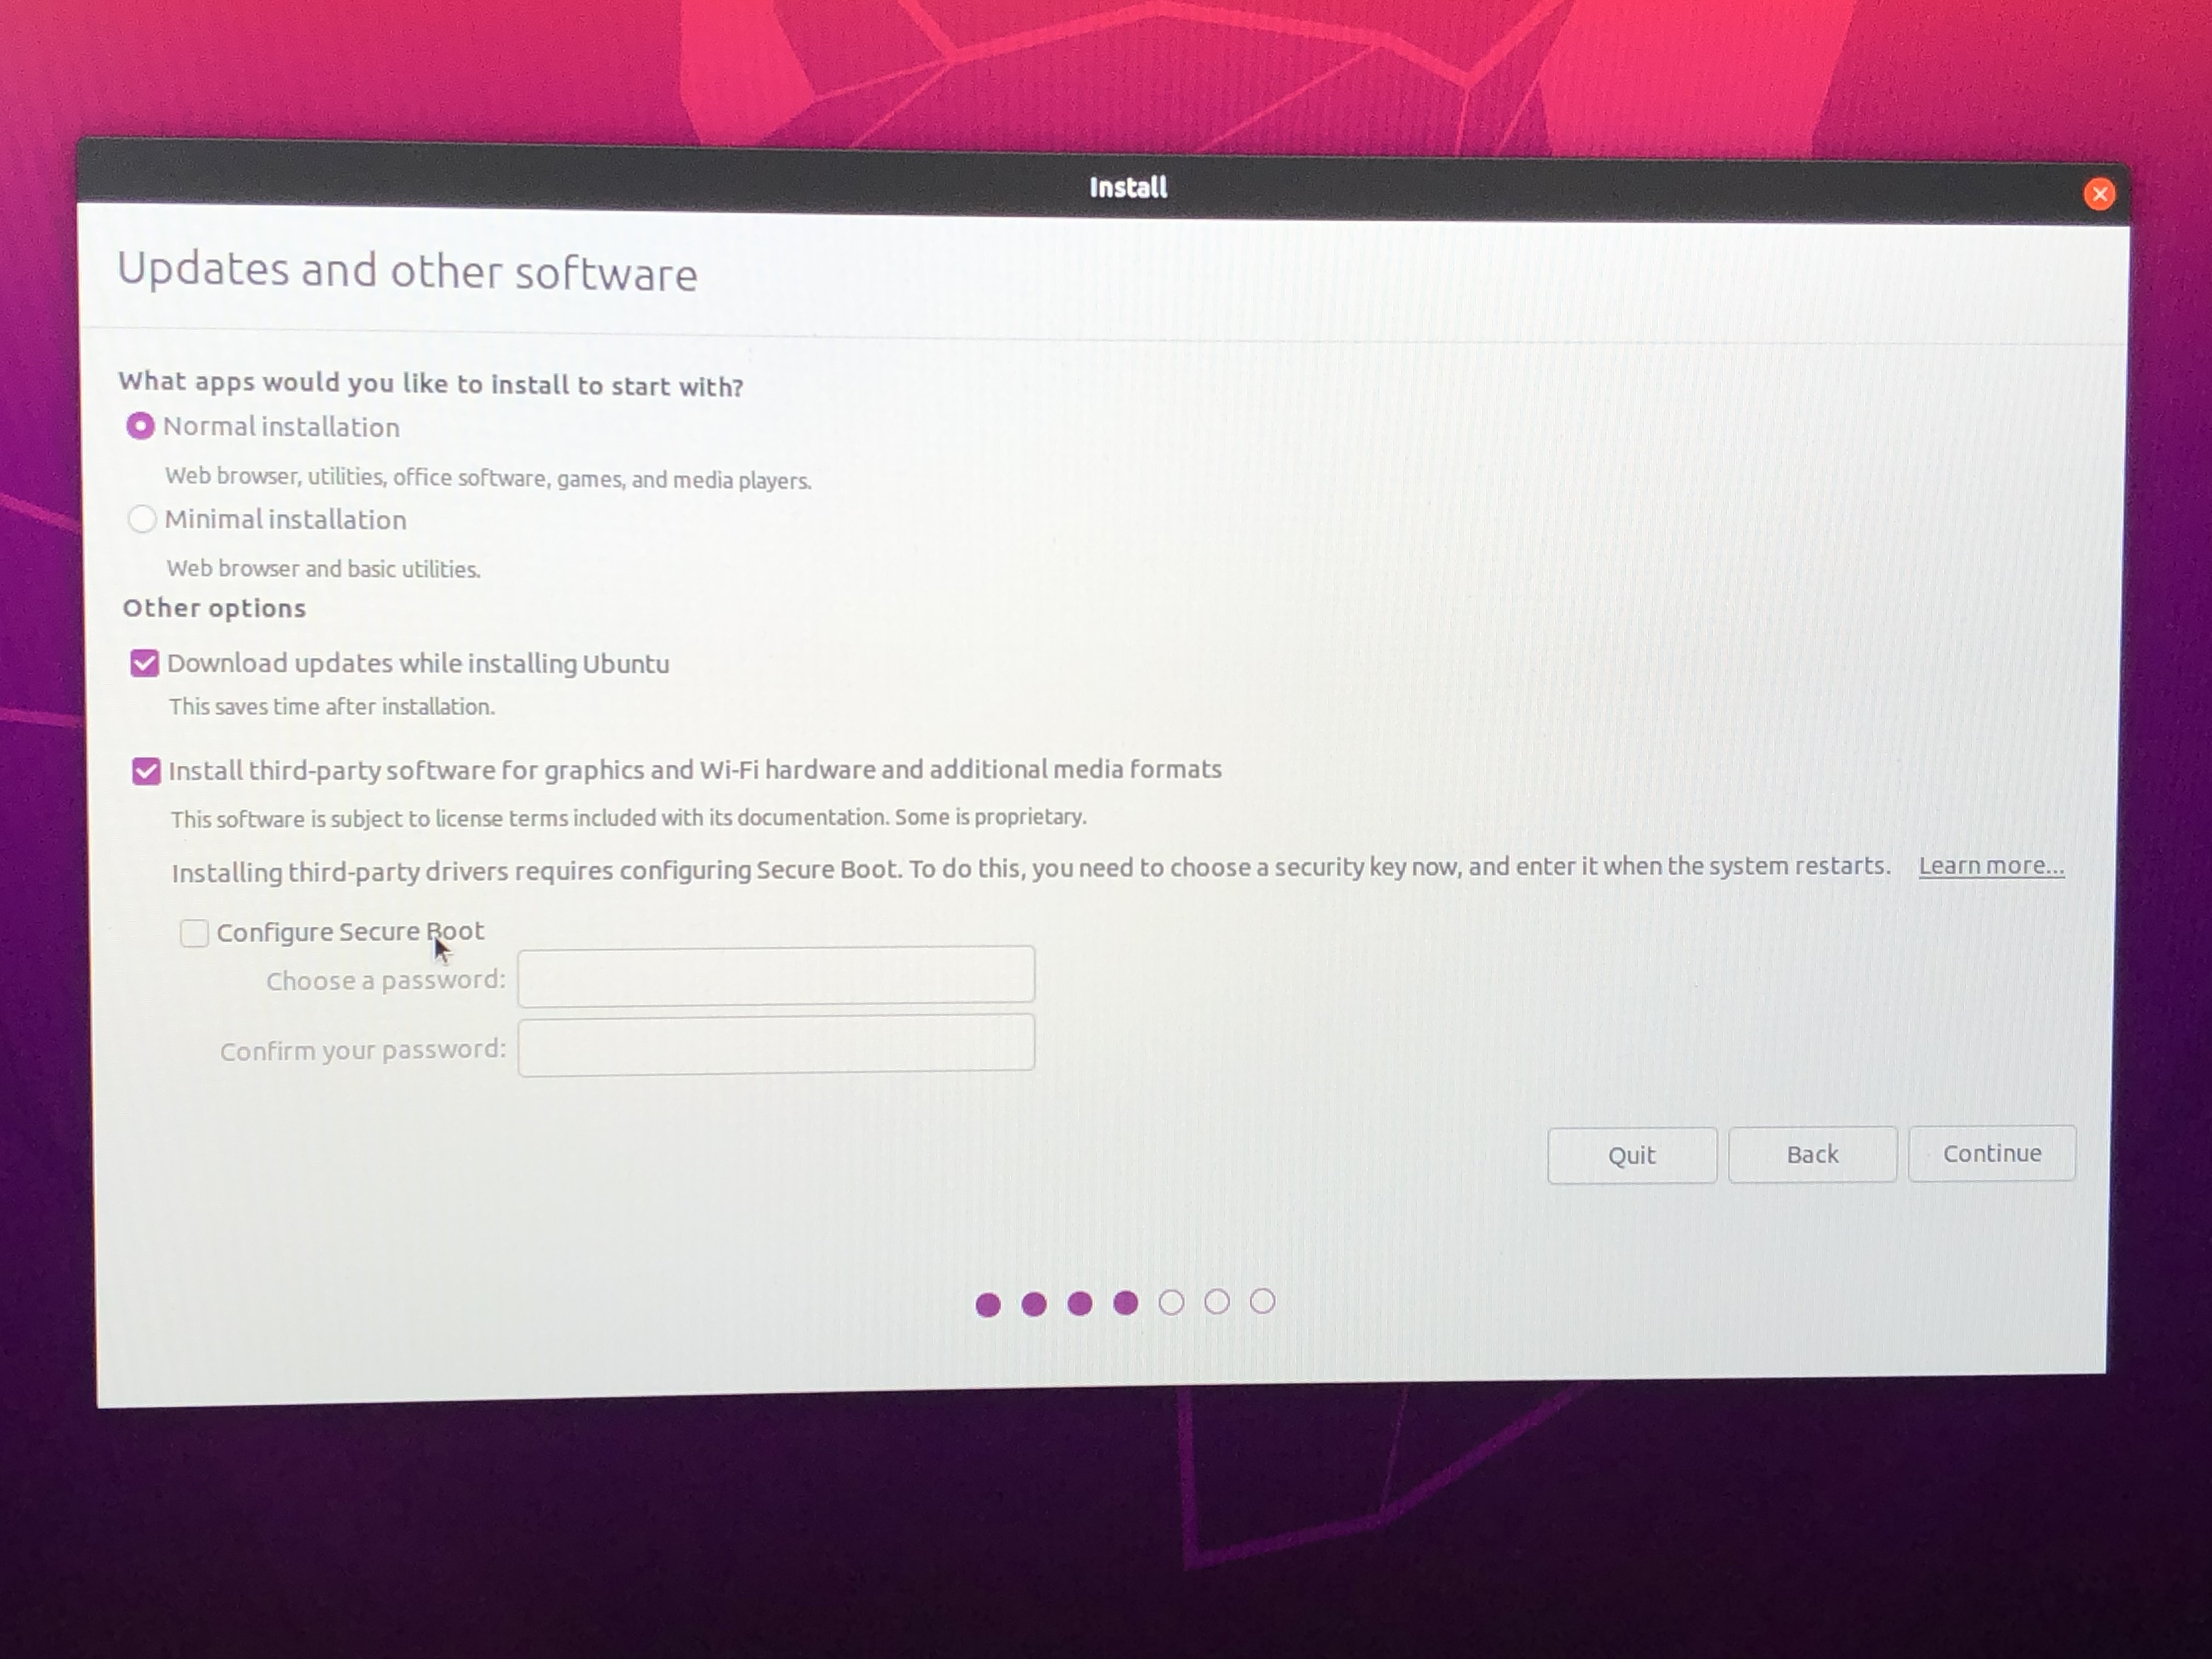 Install
Updates and other software
What apps would you like to install to start with?
Normal installation
Web browser, utilities, office software, games, and media players.
Minimal installation
Web browser and basic utilities.
Other options
Download updates while installing Ubuntu
This saves time after installation.
Install third-party software for graphics and Wi-Fi hardware and additional media formats
This software is subject to license terms included with its documentation. Some is proprietary.
Installing third-party drivers requires configuring Secure Boot. To do this, you need to choose a security key now, and enter it when the system restarts. Learn more...
Configure Secure Boot
Choose a password:
Confirm your password:
Quit Back Continue